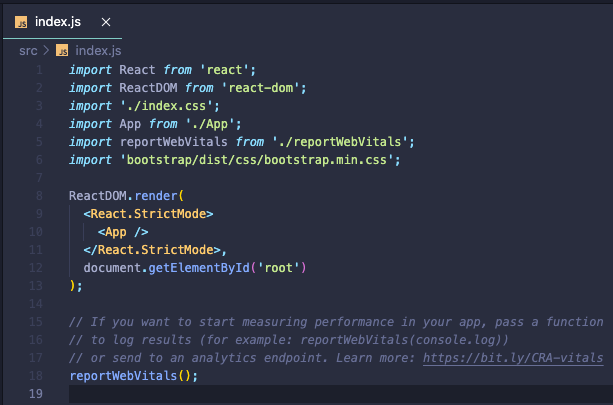 JS index.js ×
src > JS index.js
1 import React from 'react';
2 import ReactDOM from 'react-dom';
3 import './index.css';
4 import App from './App';
5 import reportWebVitals from './reportWebVitals';
6 import 'bootstrap/dist/css/bootstrap.min.css';
7
8 ReactDOM.render(
9   <React.StrictMode>
10     <App />
11   </React.StrictMode>,
12   document.getElementById('root')
13 );
14
15 // If you want to start measuring performance in your app, pass a function
16 // to log results (for example: reportWebVitals(console.log))
17 // or send to an analytics endpoint. Learn more: https://bit.ly/CRA-vitals
18 reportWebVitals();
19